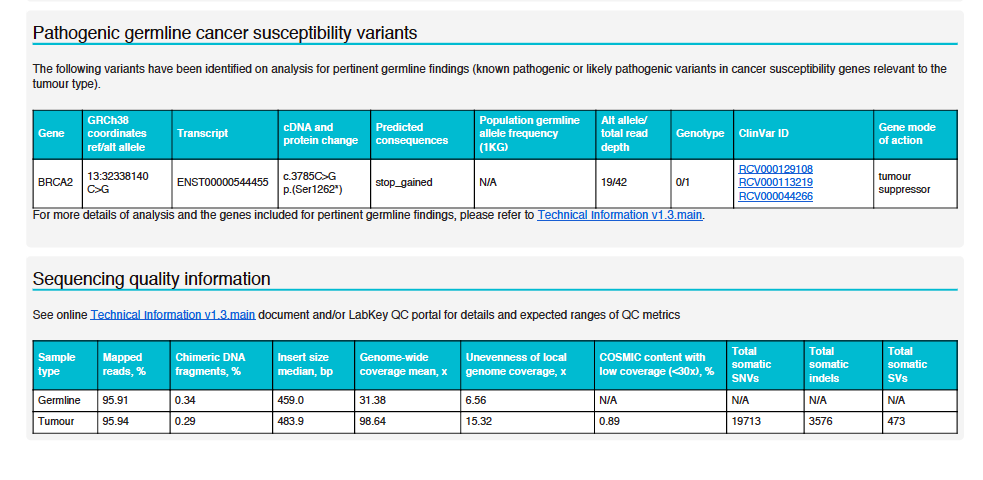 Pathogenic germline cancer susceptibility variants
The following variants have been identified on analysis for pertinent germline findings (known pathogenic or likely pathogenic variants in cancer susceptibility genes relevant to the
tumour type).
Gene
GRCh38
coordinates
ref/alt allele
Transcript
cDNA and
protein change
Predicted
consequences
Population germline
allele frequency
(1KG)
Alt allele/
total read
depth
Genotype
ClinVar ID
Gene mode
of action
BRCA2
13:32338140
C>G
ENST00000544455
c.3785C>G
p.(Ser1262*)
stop_gained
N/A
19/42
0/1
RCV000129108
RCV000113219
RCV000044266
tumour
suppressor
For more details of analysis and the genes included for pertinent germline findings, please refer to Technical Information v1.3.main.
Sequencing quality information
See online Technical Information v1.3.main document and/or LabKey QC portal for details and expected ranges of QC metrics
Sample
type
Mapped
reads, %
Chimeric DNA
fragments, %
Insert size
median, bp
Genome-wide
coverage mean, x
Unevenness of local
genome coverage, x
COSMIC content with
low coverage (<30x), %
Total
somatic
SNVs
Total
somatic
indels
Total
somatic
SVs
Germline 95.91 0.34 459.0 31.38 6.56 N/A N/A N/A N/A
Tumour 95.94 0.29 483.9 98.64 15.32 0.89 19713 3576 473